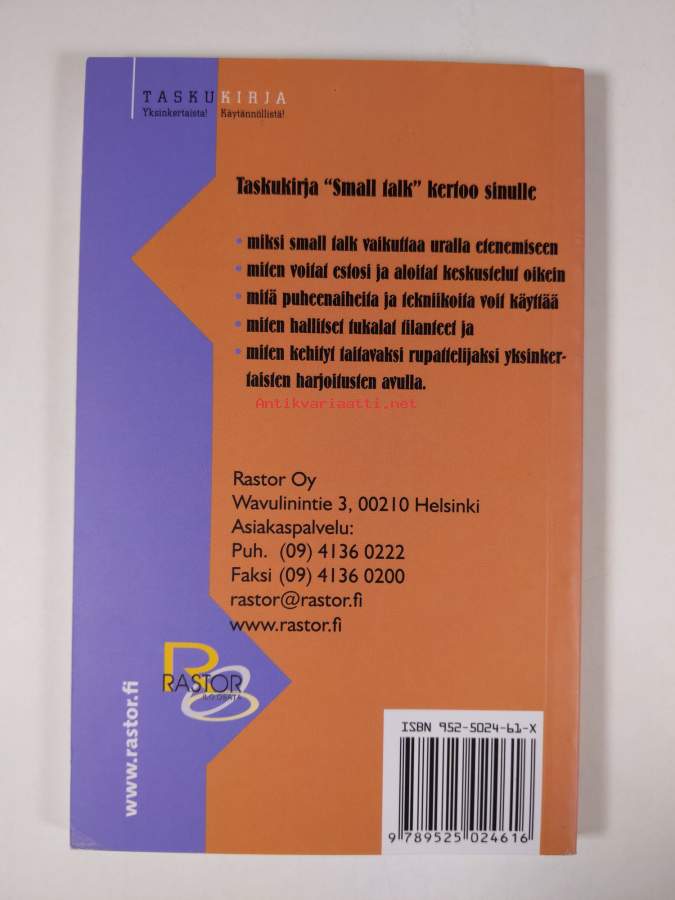 TASKUKIRJA
Yksinkertaista! Käytännöllistä!
Taskukirja "Small talk" kertoo sinulle
• miksi small talk vaikuttaa uralla etenemiseen
• miten voitat estosi ja aloitat keskustelut oikein
• mitä puheenaiheita ja tekniikoita voit käyttää
• miten hallitset tukalat tilanteet ja
• miten kehityt taitavaksi rupattelijaksi yksinker-
taisten harjoitusten avulla.
Antikvariaatti.net
Rastor Oy
Wavulinintie 3, 00210 Helsinki
Asiakaspalvelu:
Puh. (09) 4136 0222
Faksi (09) 4136 0200
rastor@rastor.fi
www.rastor.fi
RASTOR
www.rastor.fi
ISBN 952-5024-61-X
9 789525 024616